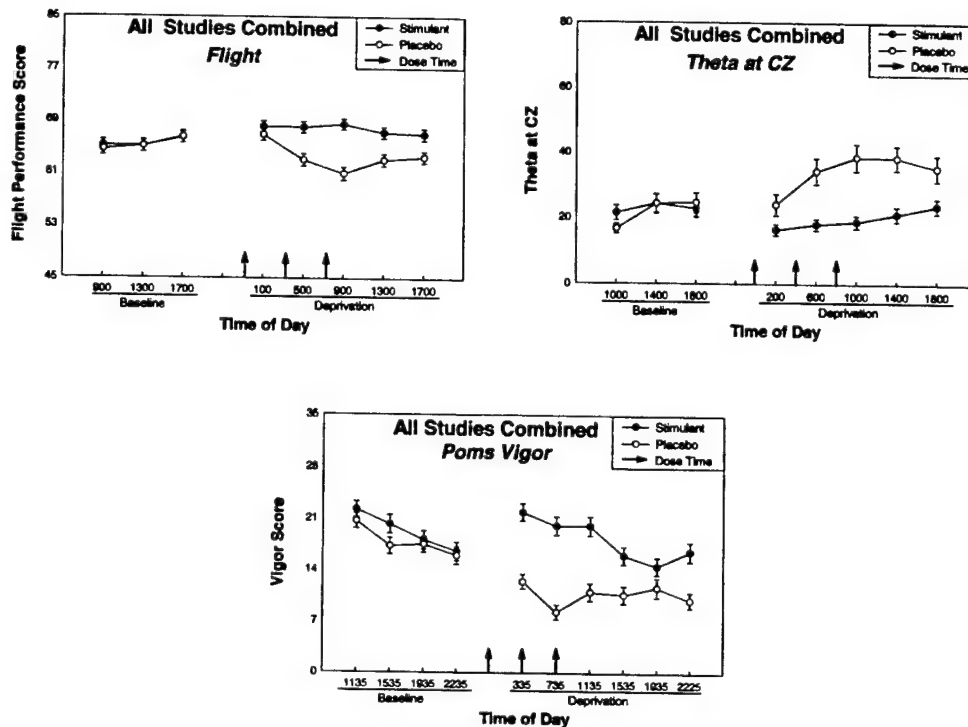 All Studies Combined
Flight
Stimulant
Placebo
Dose Time
Flight Performance Score
85
77
69
61
53
45
900 1300 1700 100 500 900 1300 1700
Baseline Deprivation
Time of Day
All Studies Combined
Theta at CZ
Stimulant
Placebo
Dose Time
Theta at CZ
80
60
40
20
0
1000 1400 1800 200 600 1000 1400 1800
Baseline Deprivation
Time of Day
All Studies Combined
Poms Vigor
Stimulant
Placebo
Dose Time
Vigor Score
36
28
21
14
7
0
1135 1535 1935 2235 335 735 1135 1535 1935 2225
Baseline Deprivation
Time of Day